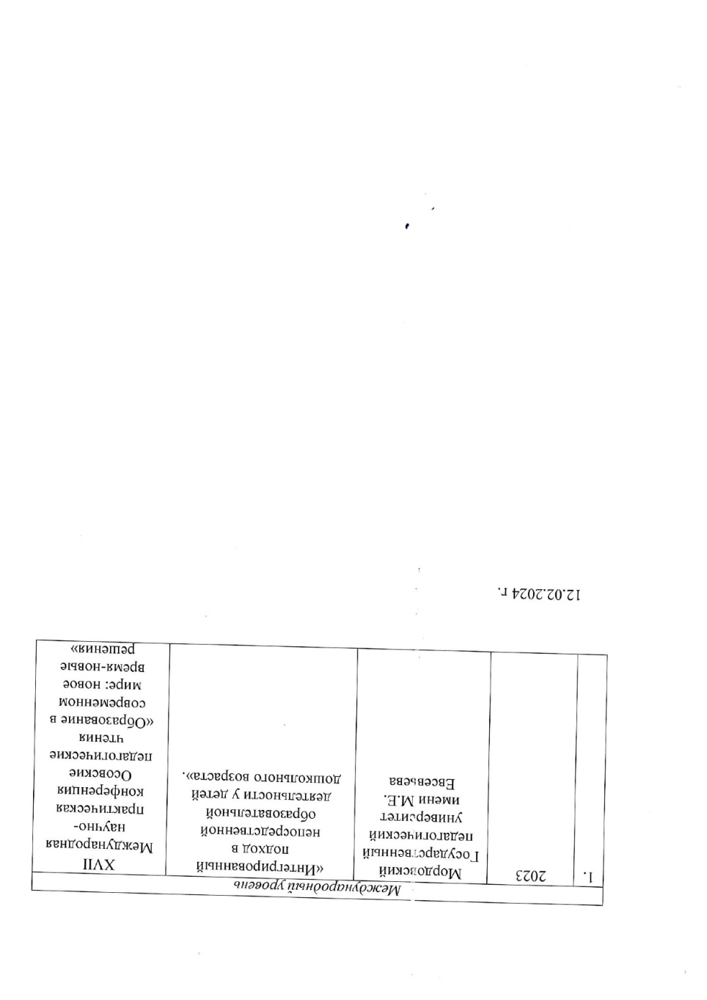 Международный уровень
1.
2023
Мордовский
Государственный
педагогический
университет
имени М.Е.
Евсевьева
«Интегрированный
подход в
непосредственной
образовательной
деятельности у детей
дошкольного возраста».
XVII
Международная
научно-
практическая
конференция
Осовские
педагогические
чтения
«Образование в
современном
мире: новое
время-новые
решения»
12.02.2024 г.